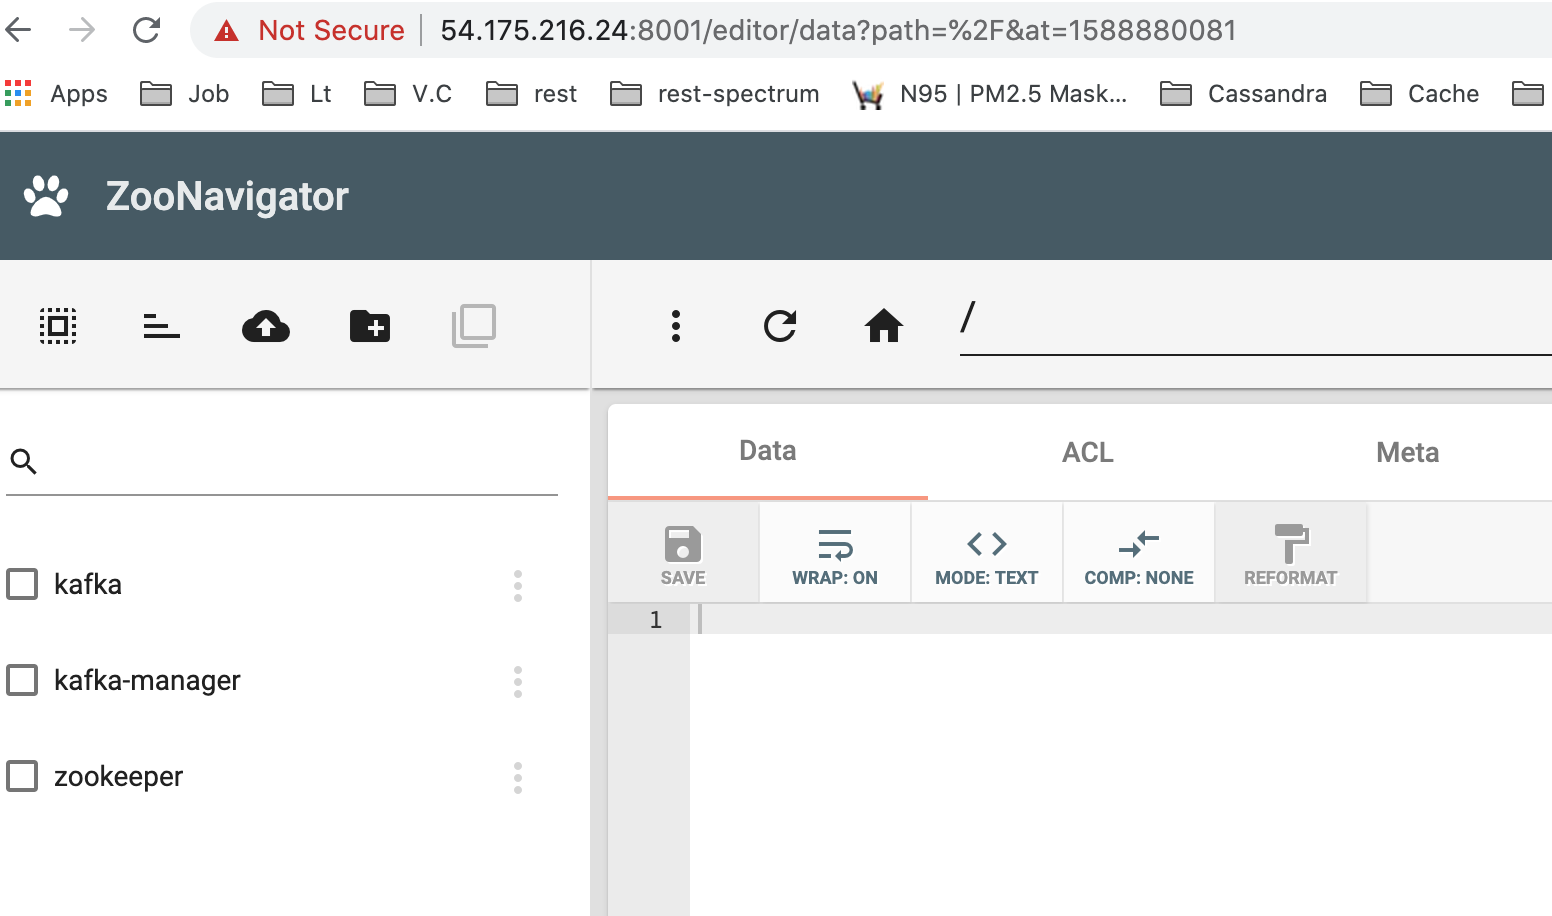 Not Secure | 54.175.216.24:8001/editor/data?path=%2F&at=1588880081
Apps Job Lt V.C rest rest-spectrum N95 | PM2.5 Mask... Cassandra Cache
ZooNavigator
/
Data ACL Meta
SAVE WRAP: ON MODE: TEXT COMP: NONE REFORMAT
1
kafka
kafka-manager
zookeeper